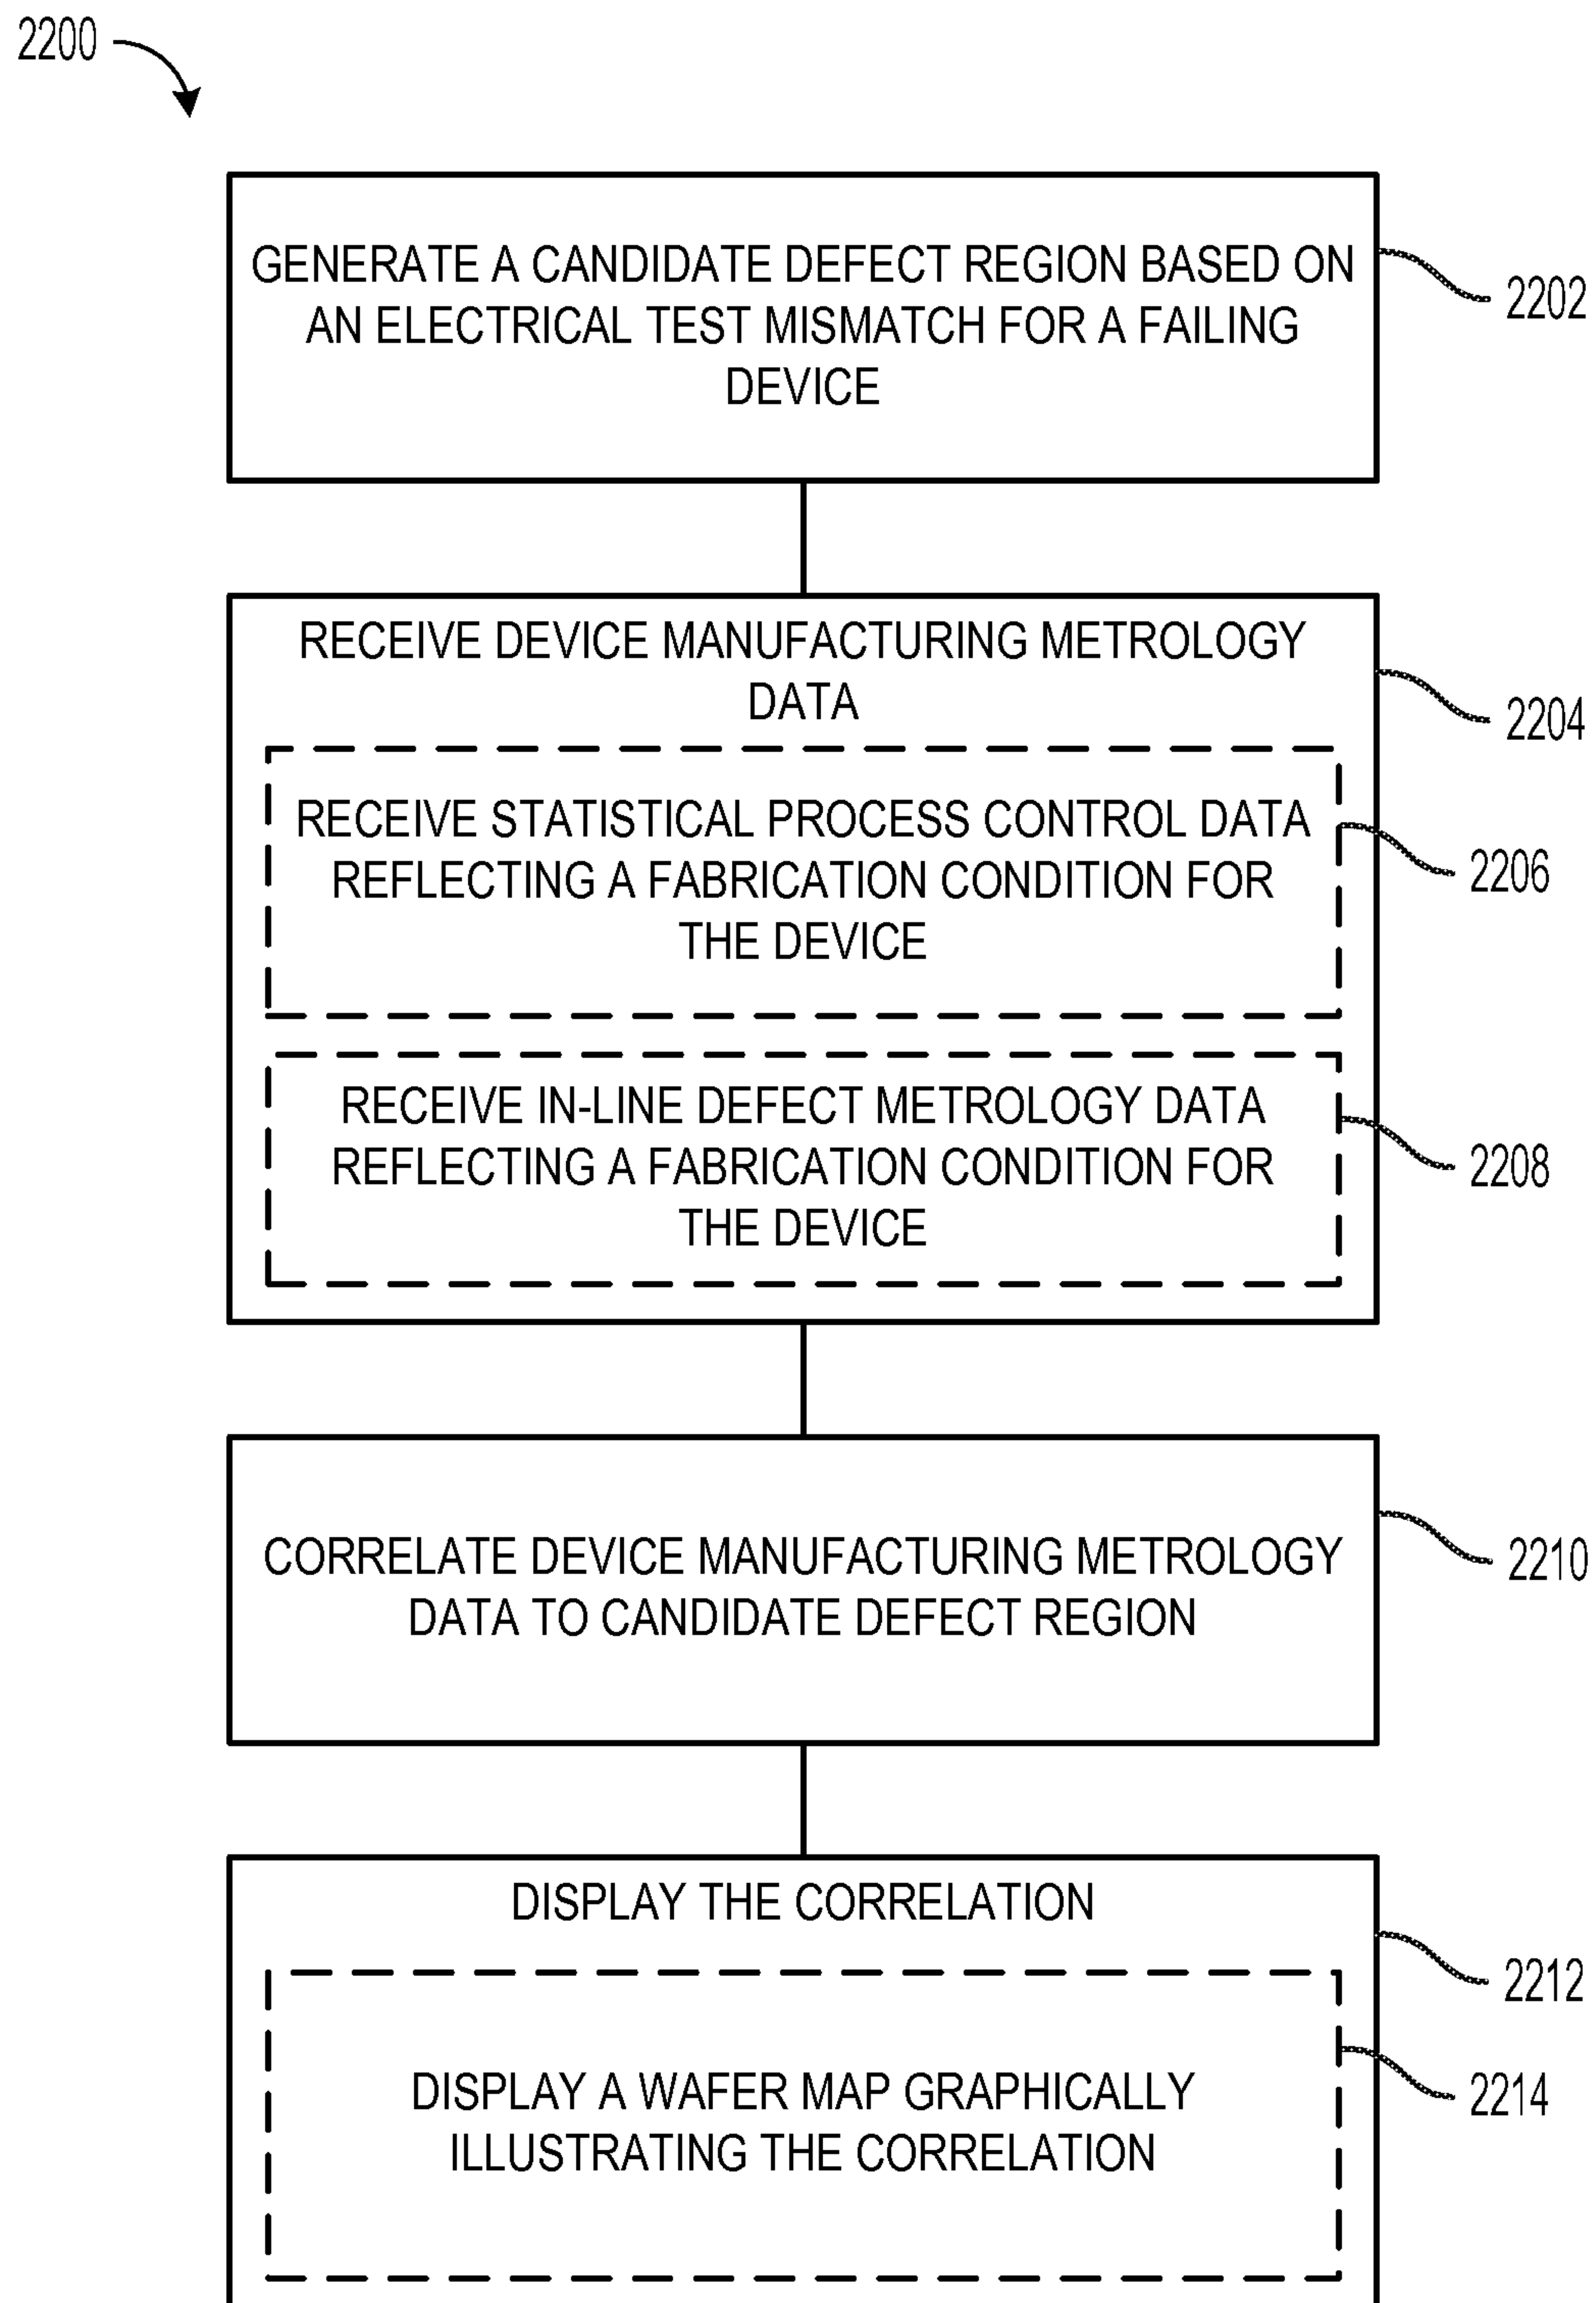 2200
GENERATE A CANDIDATE DEFECT REGION BASED ON
AN ELECTRICAL TEST MISMATCH FOR A FAILING
DEVICE
2202
RECEIVE DEVICE MANUFACTURING METROLOGY
DATA
2204
RECEIVE STATISTICAL PROCESS CONTROL DATA
REFLECTING A FABRICATION CONDITION FOR
THE DEVICE
2206
RECEIVE IN-LINE DEFECT METROLOGY DATA
REFLECTING A FABRICATION CONDITION FOR
THE DEVICE
2208
CORRELATE DEVICE MANUFACTURING METROLOGY
DATA TO CANDIDATE DEFECT REGION
2210
DISPLAY THE CORRELATION
2212
DISPLAY A WAFER MAP GRAPHICALLY
ILLUSTRATING THE CORRELATION
2214